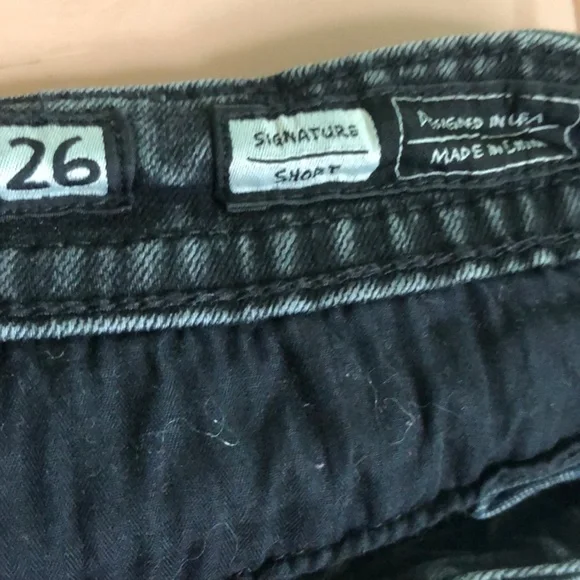 26
SIGNATURE
SHORT
DESIGNED IN USA
MADE IN